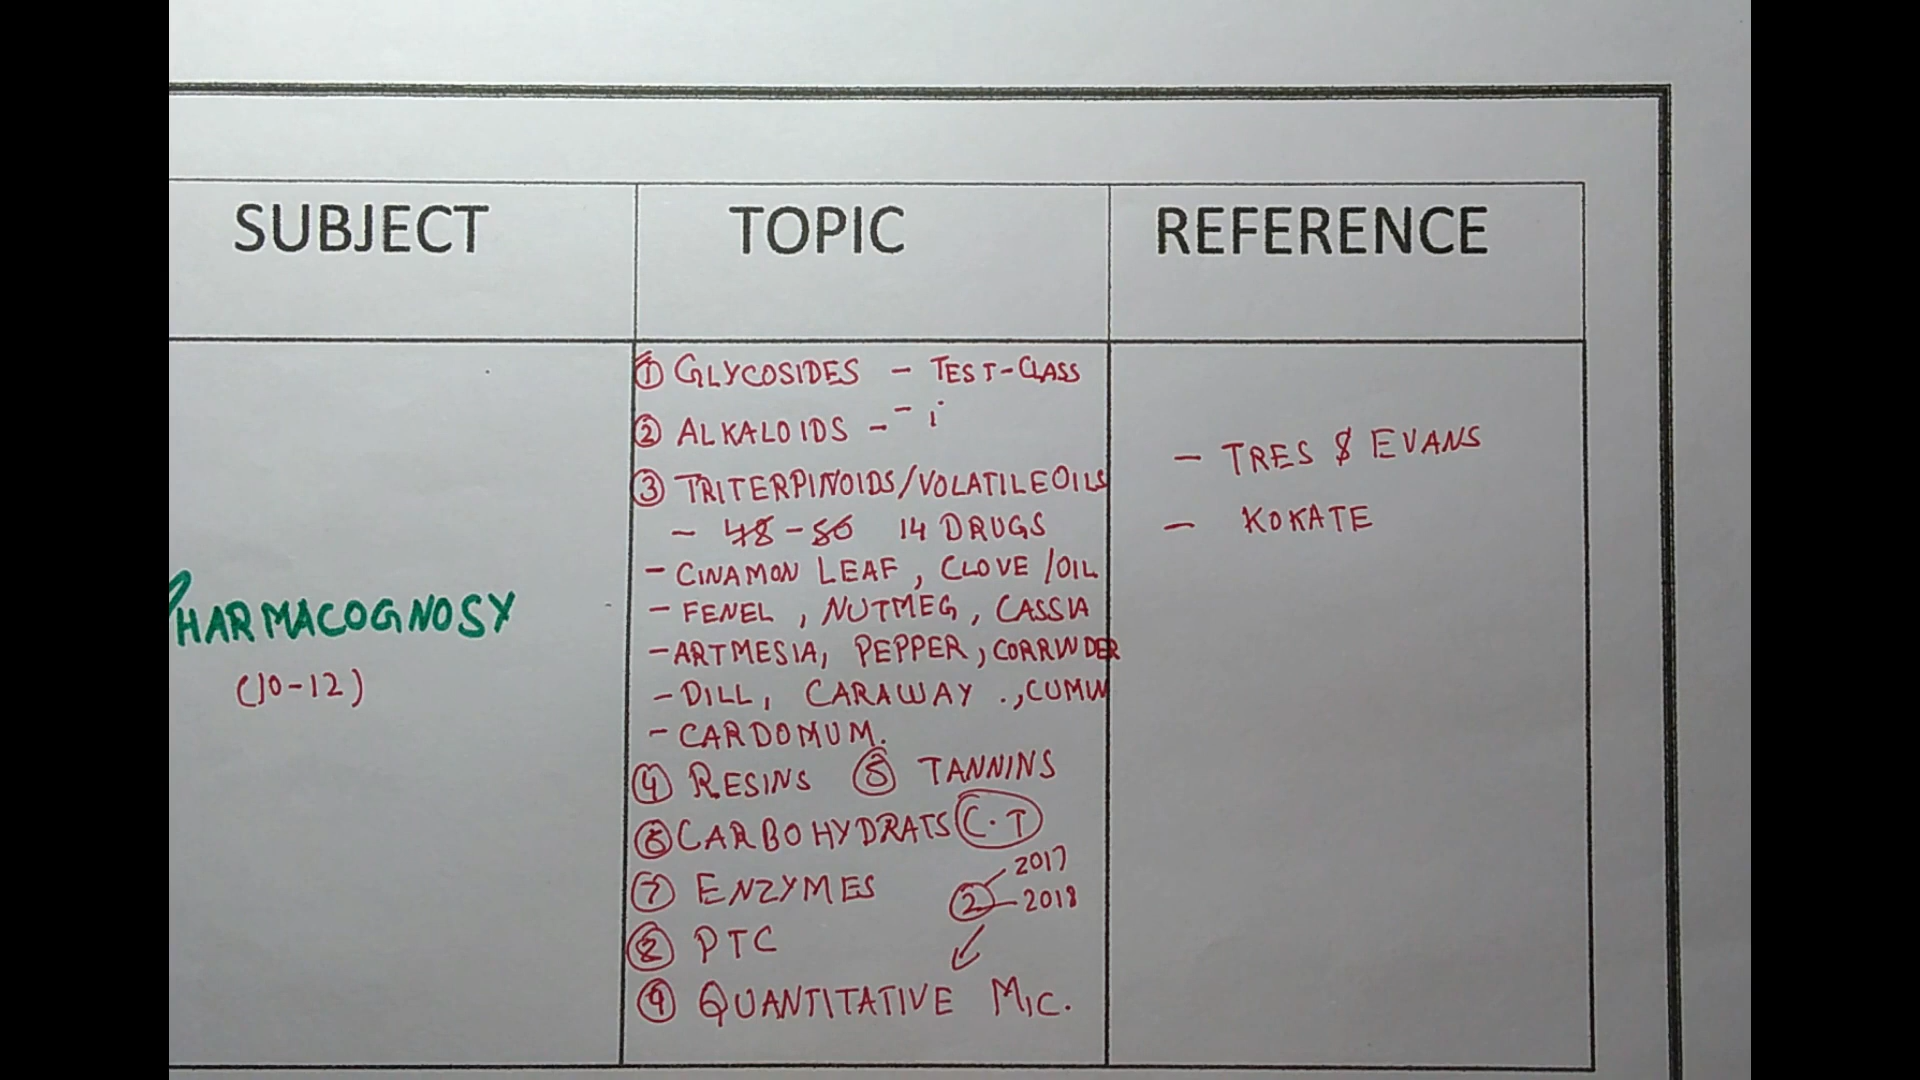 SUBJECT TOPIC REFERENCE
PHARMACOGNOSY
(10-12)
① GLYCOSIDES - TEST-CLASS
② ALKALOIDS - - i
③ TRITERPINOIDS/VOLATILE OILS
- 48-50 14 DRUGS
- CINAMON LEAF, CLOVE/OIL
- FENEL, NUTMEG, CASSIA
- ARTMESIA, PEPPER, CORRINDER
- DILL, CARAWAY ., CUMIN
- CARDOMUM.
④ RESINS ⑤ TANNINS
⑥ CARBOHYDRATS C.T
⑦ ENZYMES ② 2017
2018
⑧ PTC
⑨ QUANTITATIVE MIC.
- TRES & EVANS
- KOKATE